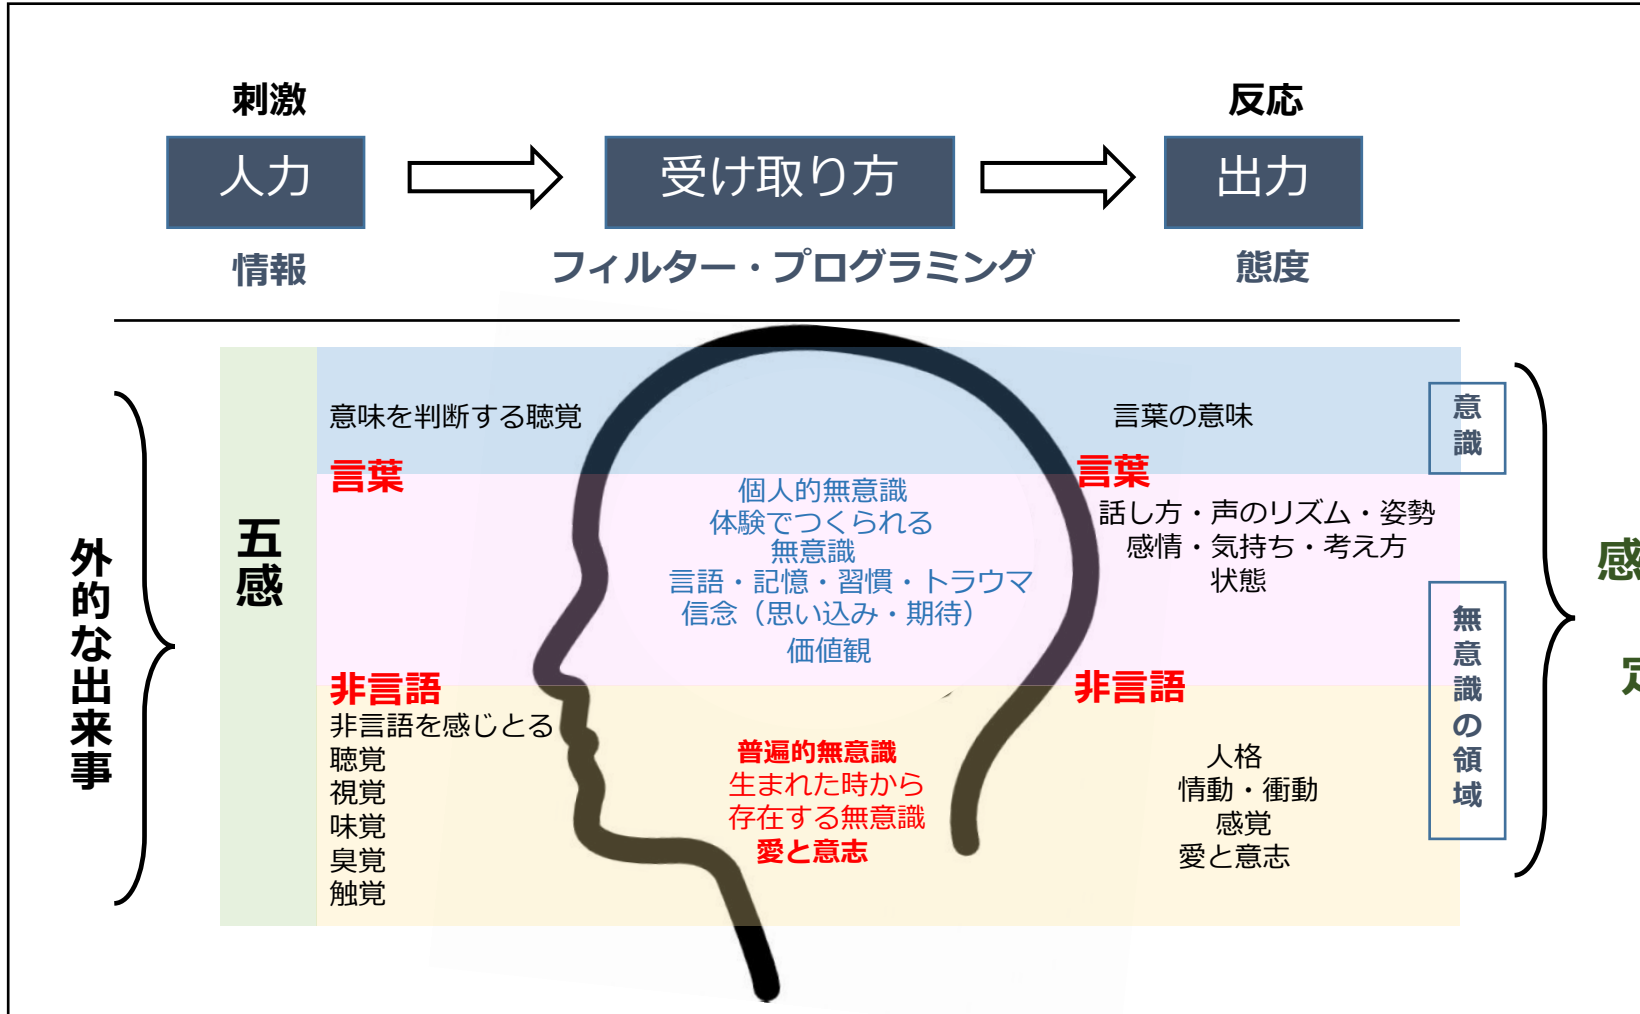 刺激
反応
人力
受け取り方
出力
情報
フィルター・プログラミング
態度
外的な出来事
五感
意味を判断する聴覚
言葉
非言語
非言語を感じとる
聴覚
視覚
味覚
臭覚
触覚
個人的無意識
体験でつくられる
無意識
言語・記憶・習慣・トラウマ
信念（思い込み・期待）
価値観
普遍的無意識
生まれた時から
存在する無意識
愛と意志
言葉の意味
言葉
話し方・声のリズム・姿勢
感情・気持ち・考え方
状態
非言語
人格
情動・衝動
感覚
愛と意志
意識
無意識の領域
感
定